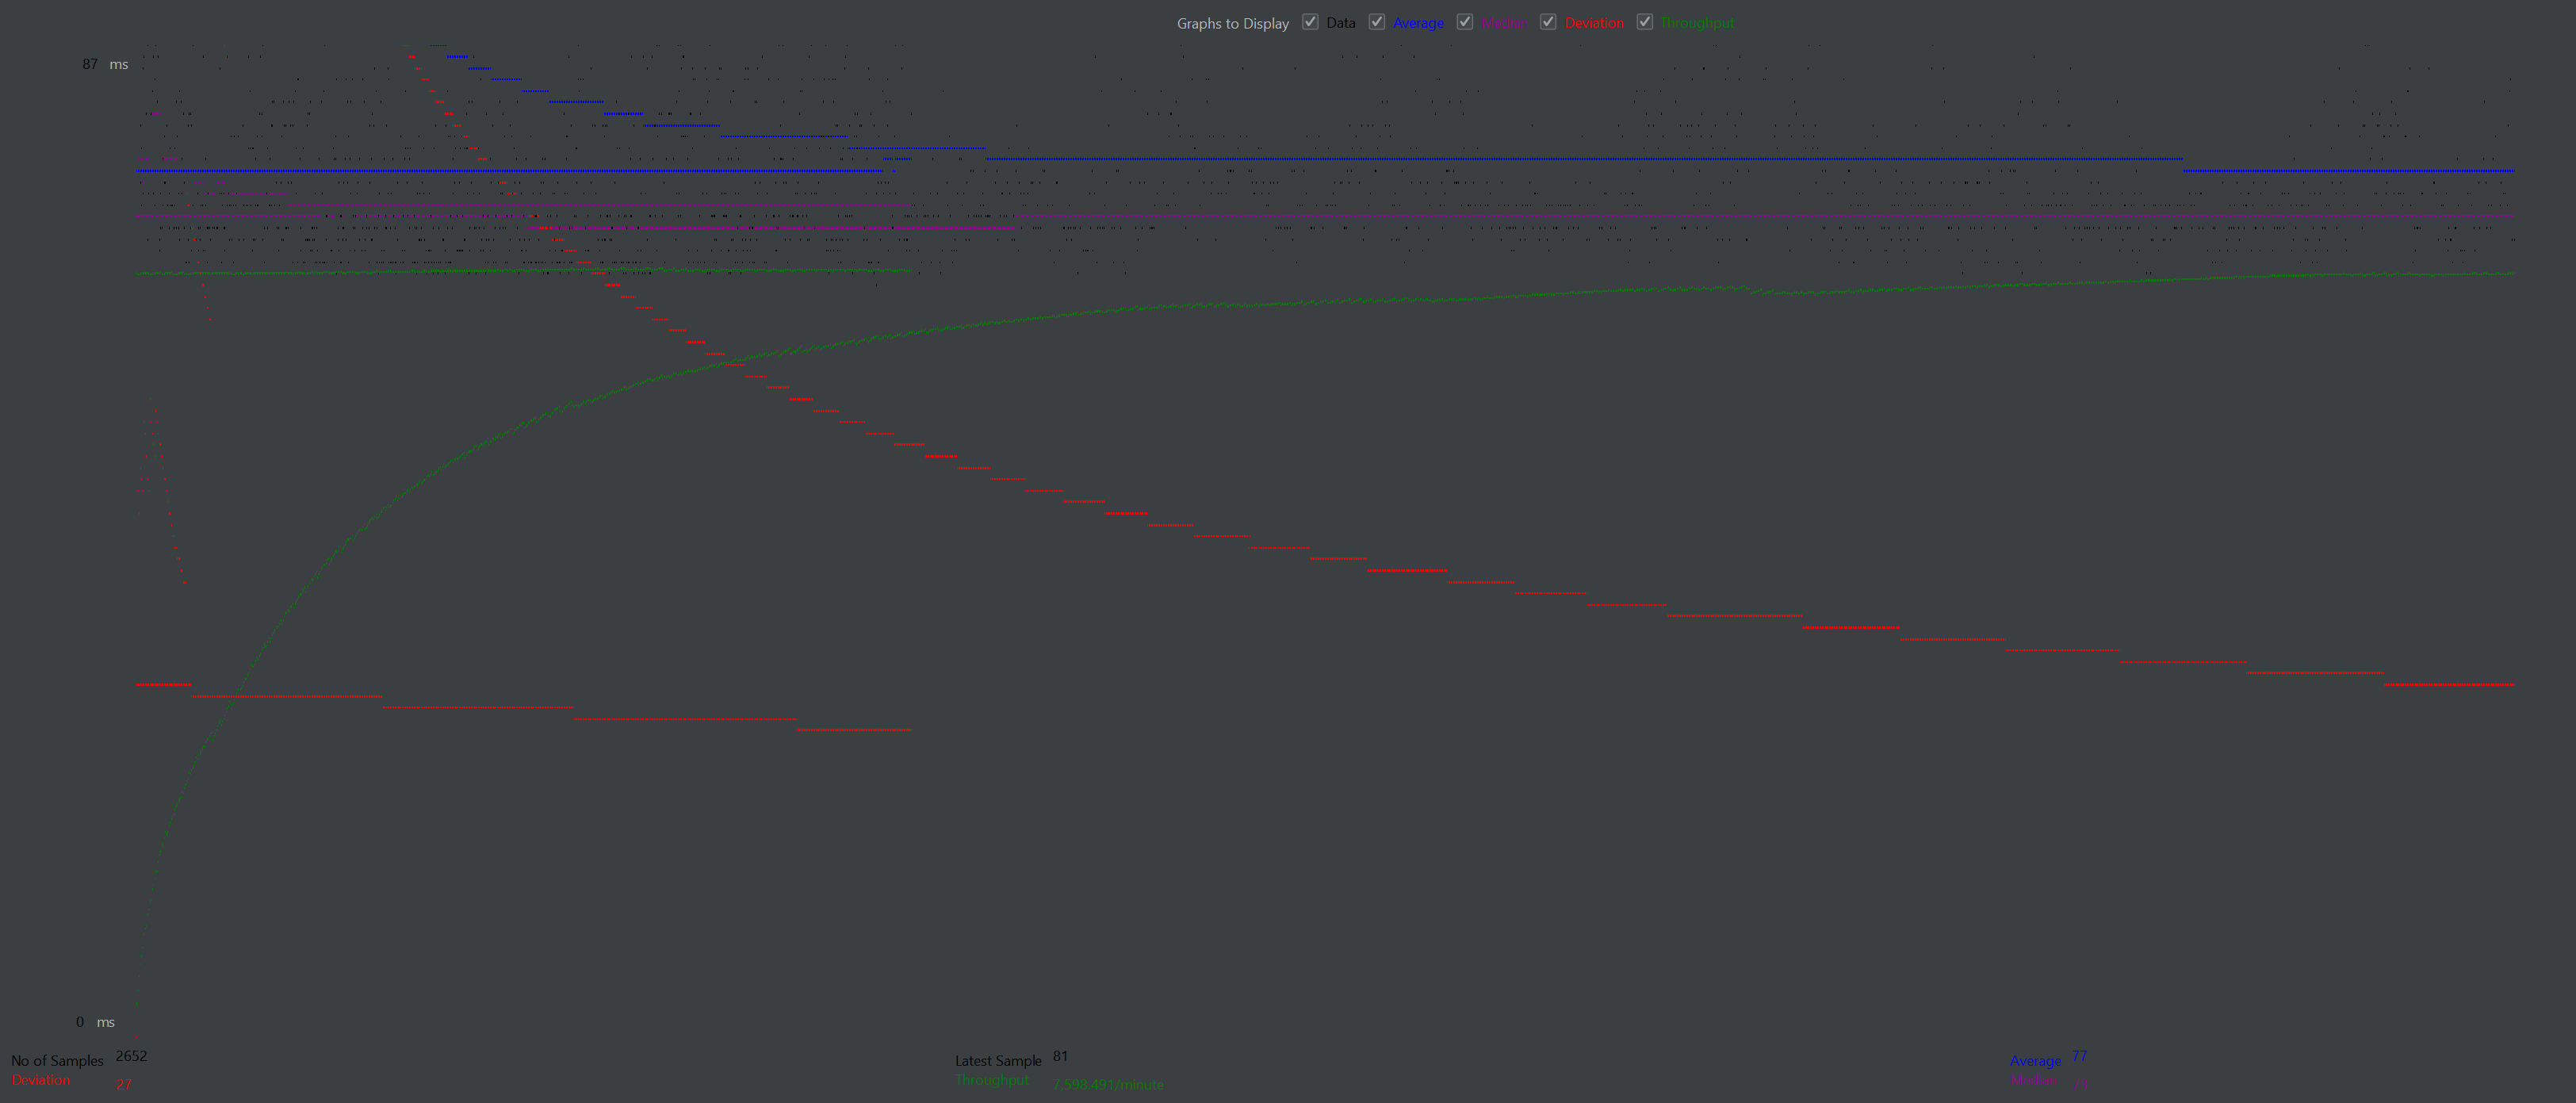 Graphs to Display Data Average Median Deviation Throughput
87 ms
0 ms
No of Samples 2652
Latest Sample 81
Average 77
Deviation 27
Throughput 7,598.491/minute
Median